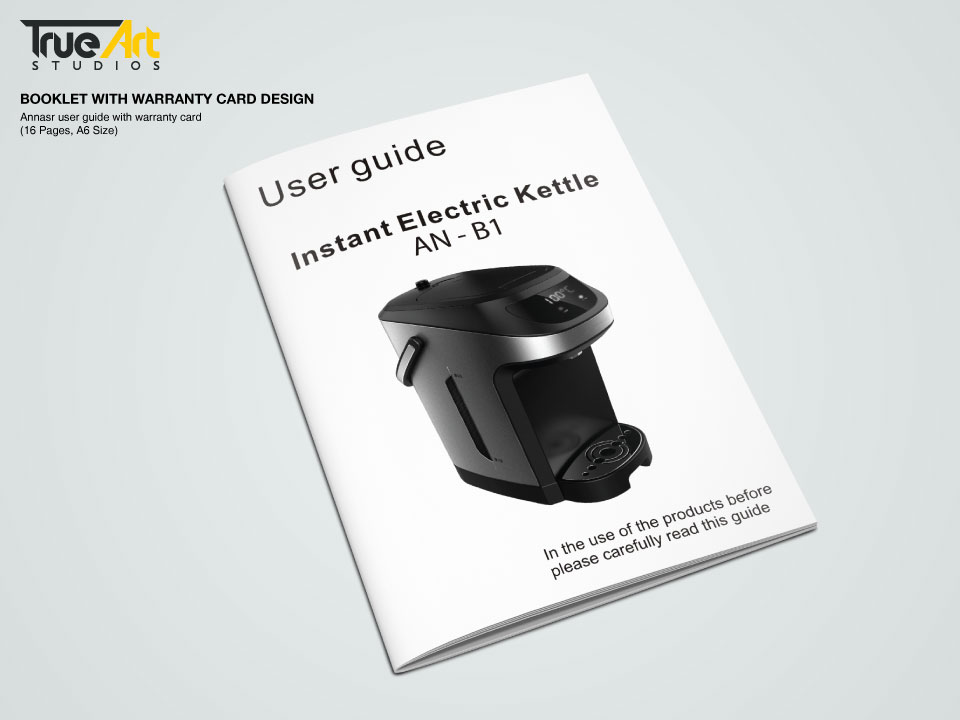 TrueArt
STUDIOS
BOOKLET WITH WARRANTY CARD DESIGN
Annasr user guide with warranty card
(16 Pages, A6 Size)
User guide
Instant Electric Kettle
AN - B1
100°C
In the use of the products before
please carefully read this guide